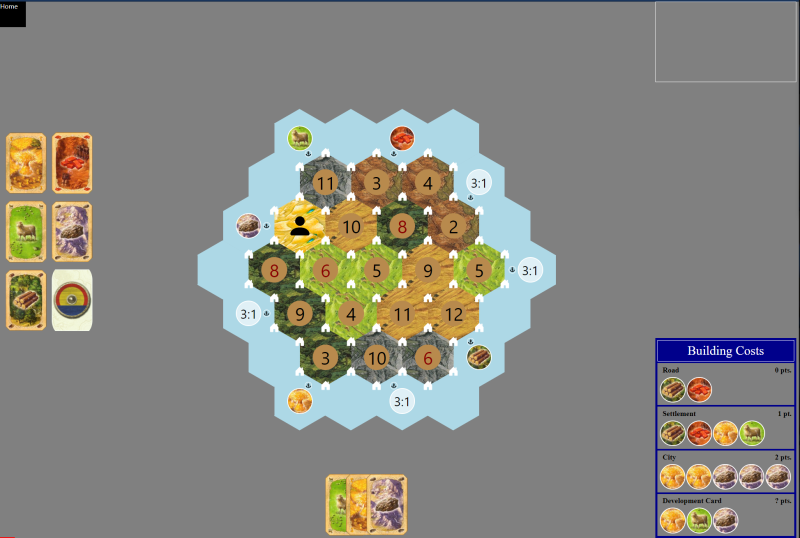 Home
11 3 4 3:1
10 8 2
8 6 5 9 5 3:1
3:1 9 4 11 12
3 10 6
3:1
Building Costs
Road 0 pts.
Settlement 1 pt.
City 2 pts.
Development Card ? pts.